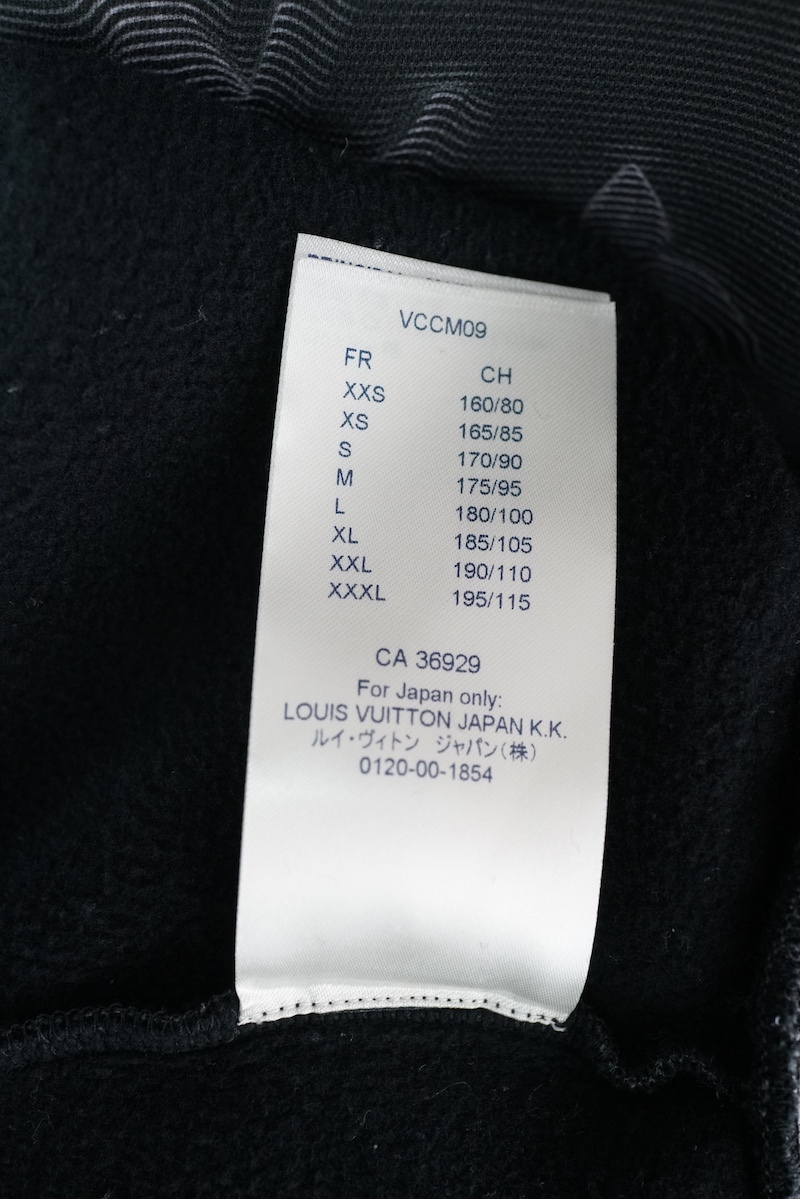 VCCM09
FR CH
XXS 160/80
XS 165/85
S 170/90
M 175/95
L 180/100
XL 185/105
XXL 190/110
XXXL 195/115
CA 36929
For Japan only:
LOUIS VUITTON JAPAN K.K.
ルイ・ヴィトン ジャパン(株)
0120-00-1854